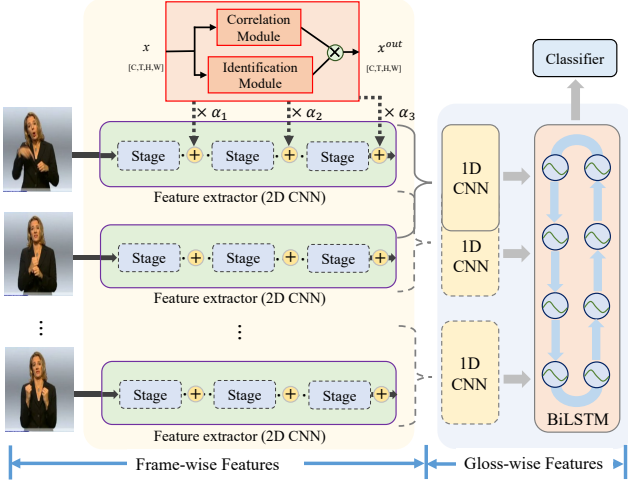 Correlation
Module
x
x^out
[C,T,H,W]
[C,T,H,W]
Identification
Module
Classifier
× α1
× α2
× α3
Stage
Stage
Stage
Feature extractor (2D CNN)
1D
CNN
Stage
Stage
Stage
Feature extractor (2D CNN)
1D
CNN
Stage
Stage
Stage
Feature extractor (2D CNN)
1D
CNN
BiLSTM
Frame-wise Features
Gloss-wise Features